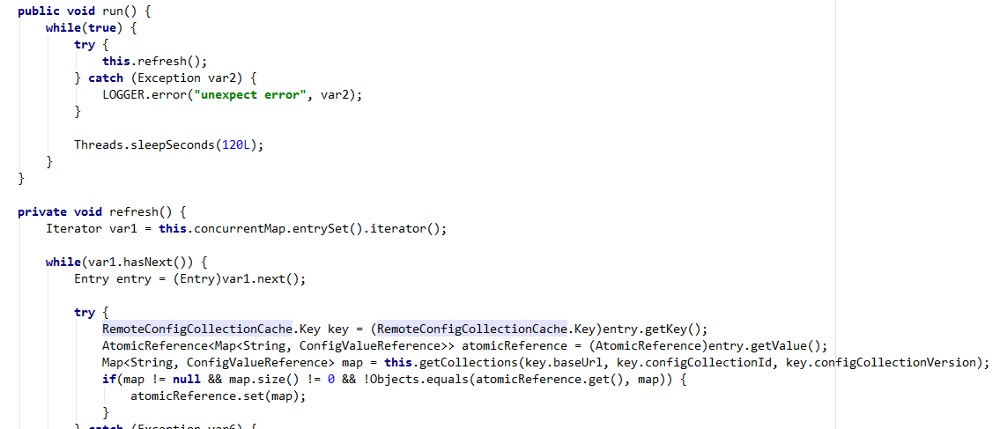 public void run() {
    while(true) {
        try {
            this.refresh();
        } catch (Exception var2) {
            LOGGER.error("unexpect error", var2);
        }

        Threads.sleepSeconds(120L);
    }
}

private void refresh() {
    Iterator var1 = this.concurrentMap.entrySet().iterator();

    while(var1.hasNext()) {
        Entry entry = (Entry)var1.next();

        try {
            RemoteConfigCollectionCache.Key key = (RemoteConfigCollectionCache.Key)entry.getKey();
            AtomicReference<Map<String, ConfigValueReference>> atomicReference = (AtomicReference)entry.getValue();
            Map<String, ConfigValueReference> map = this.getCollections(key.baseUrl, key.configCollectionId, key.configCollectionVersion);
            if(map != null && map.size() != 0 && !Objects.equals(atomicReference.get(), map)) {
                atomicReference.set(map);
            }
        } catch (Exception var6) {